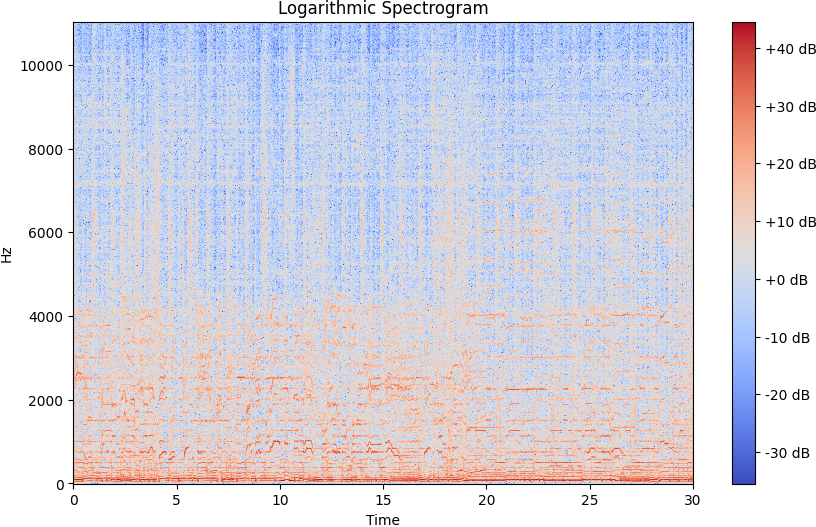 Logarithmic Spectrogram
Hz
10000
8000
6000
4000
2000
0
0 5 10 15 20 25 30
Time
+40 dB
+30 dB
+20 dB
+10 dB
+0 dB
-10 dB
-20 dB
-30 dB